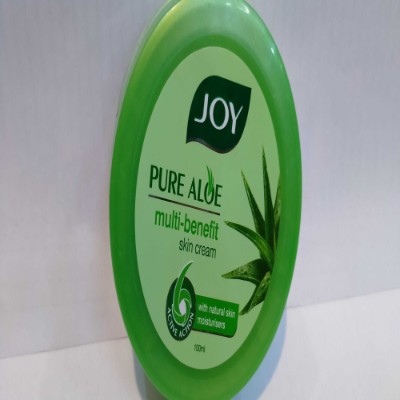 JOY
PURE ALOE
multi-benefit
skin cream
6
ACTIVE ACTION
with natural skin
moisturisers
100ml